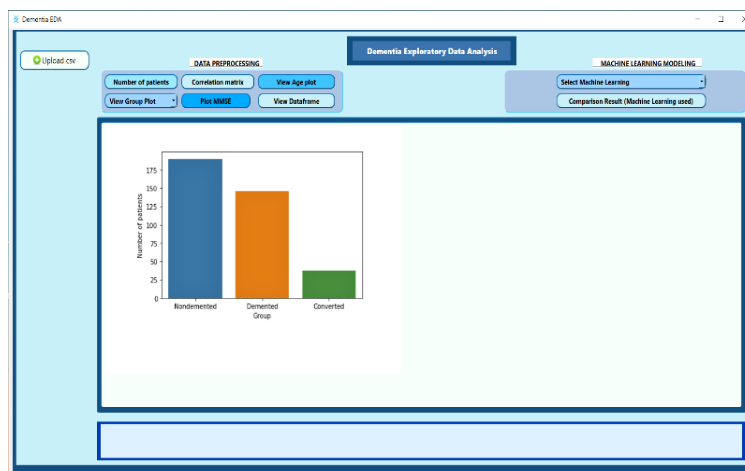 Dementia EDA
Dementia Exploratory Data Analysis
Upload csv
DATA PREPROCESSING
MACHINE LEARNING MODELING
Number of patients
Correlation matrix
View Age plot
Select Machine Learning
View Group Plot
Plot MMSE
View Dataframe
Comparison Result (Machine Learning used)
Number of patients
175
150
125
100
75
50
25
0
Nondemented
Demented
Converted
Group